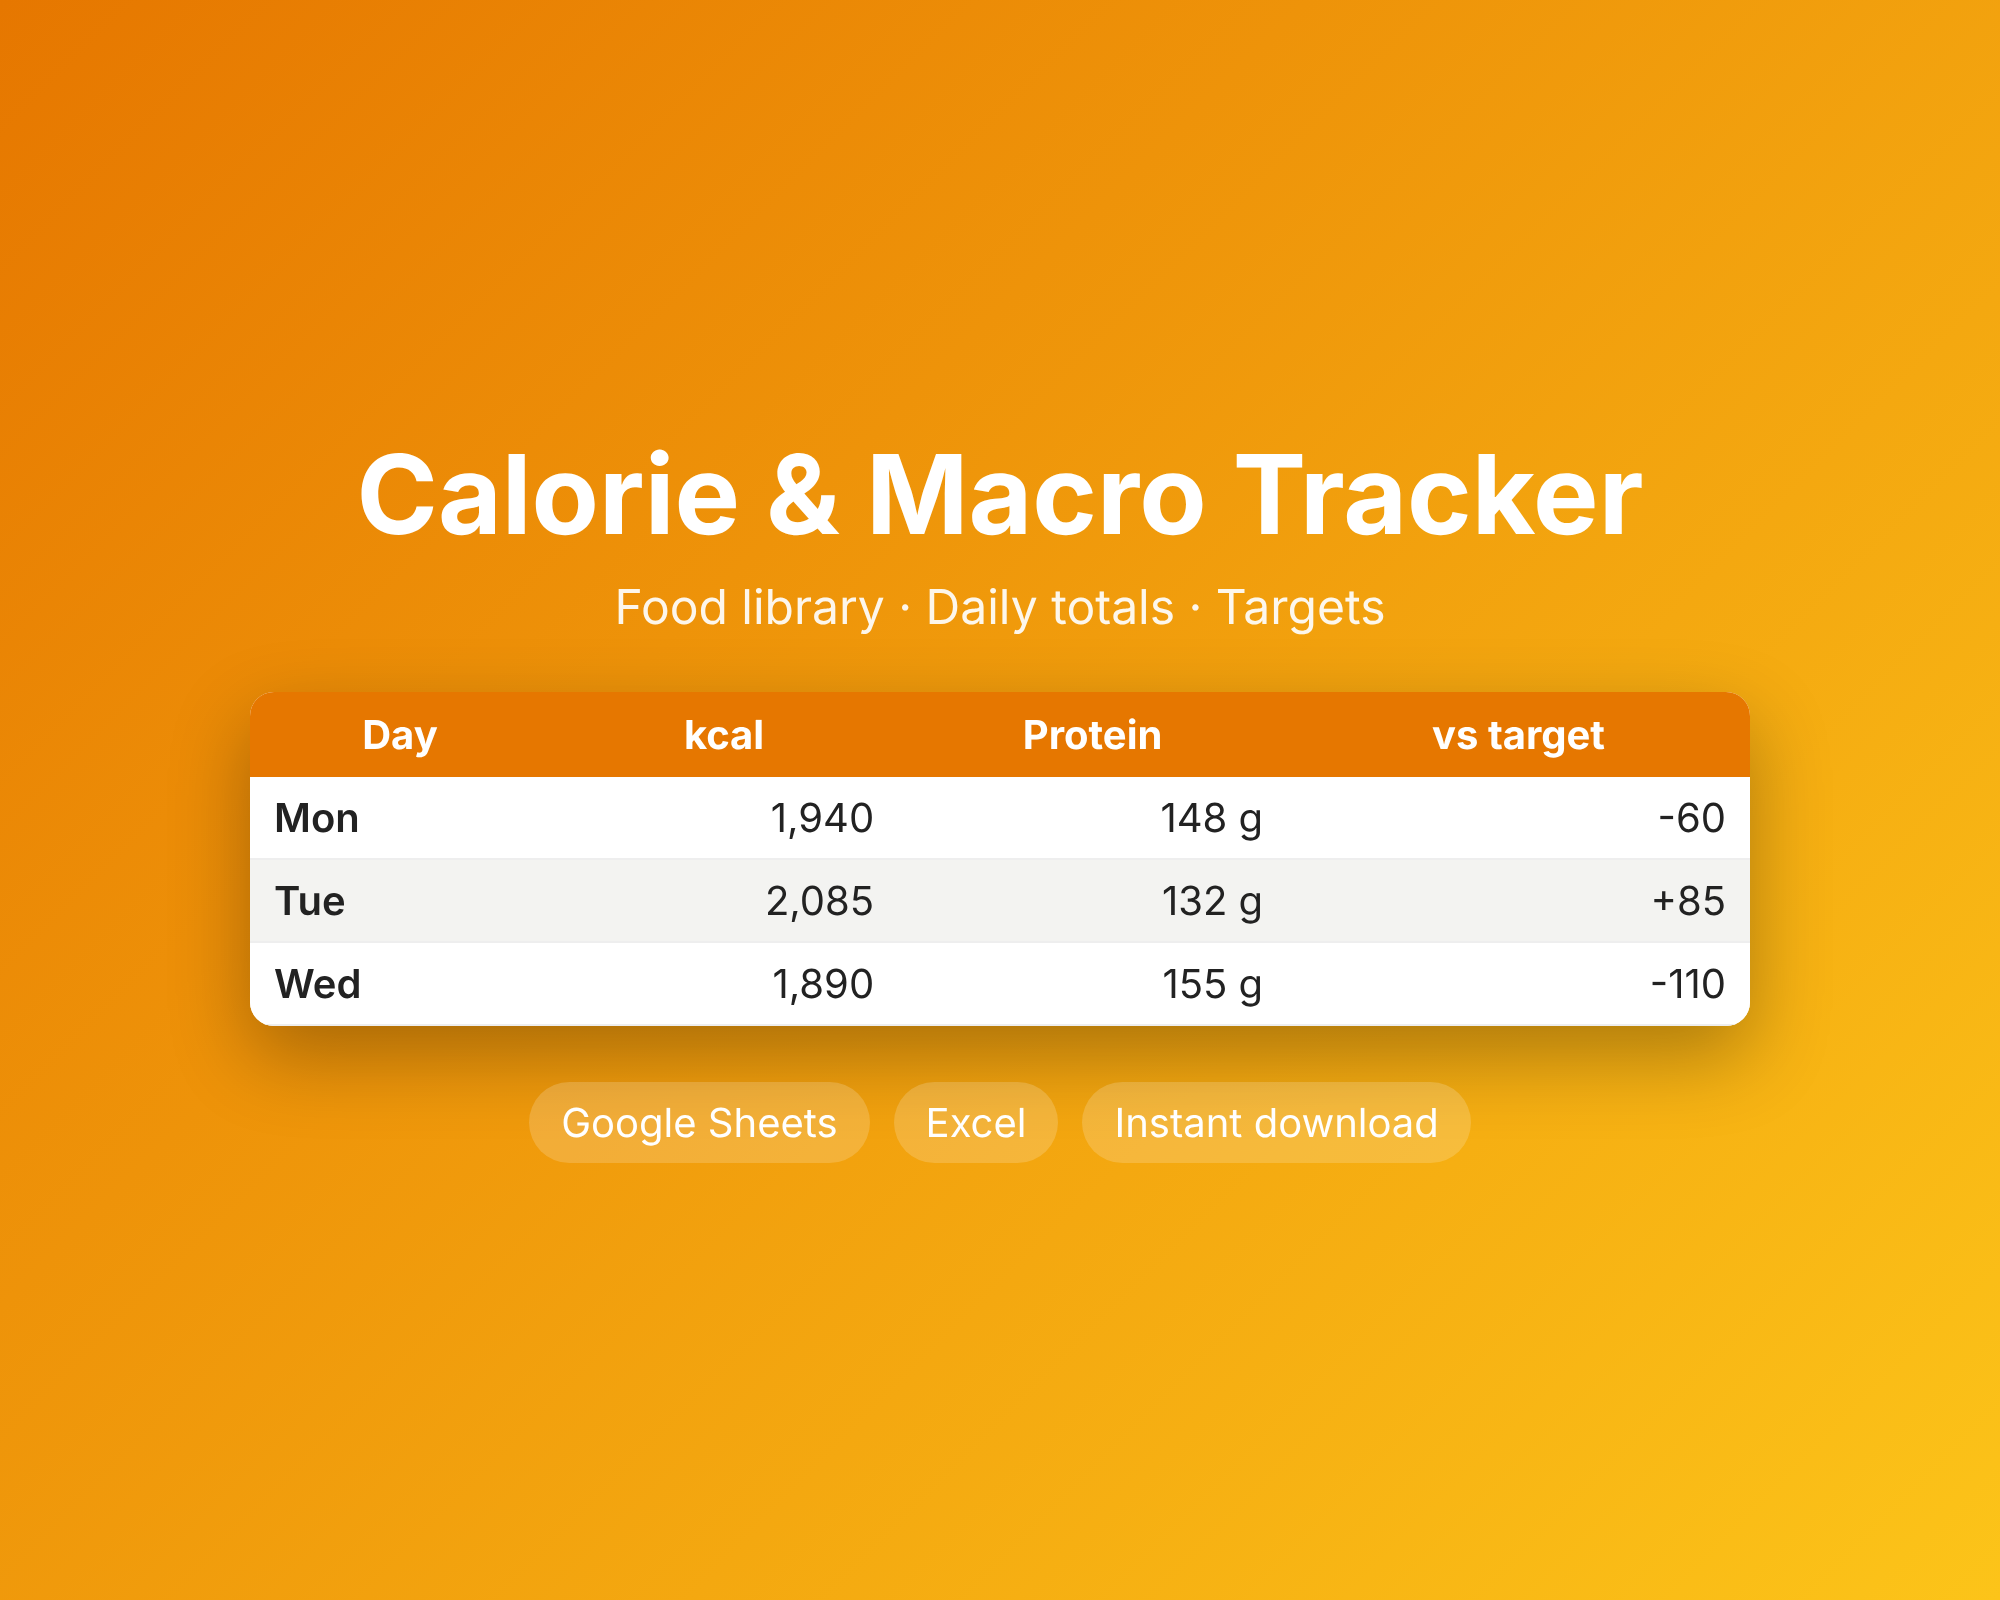 Calorie & Macro Tracker
Food library · Daily totals · Targets
Day kcal Protein vs target
Mon 1,940 148 g -60
Tue 2,085 132 g +85
Wed 1,890 155 g -110
Google Sheets Excel Instant download